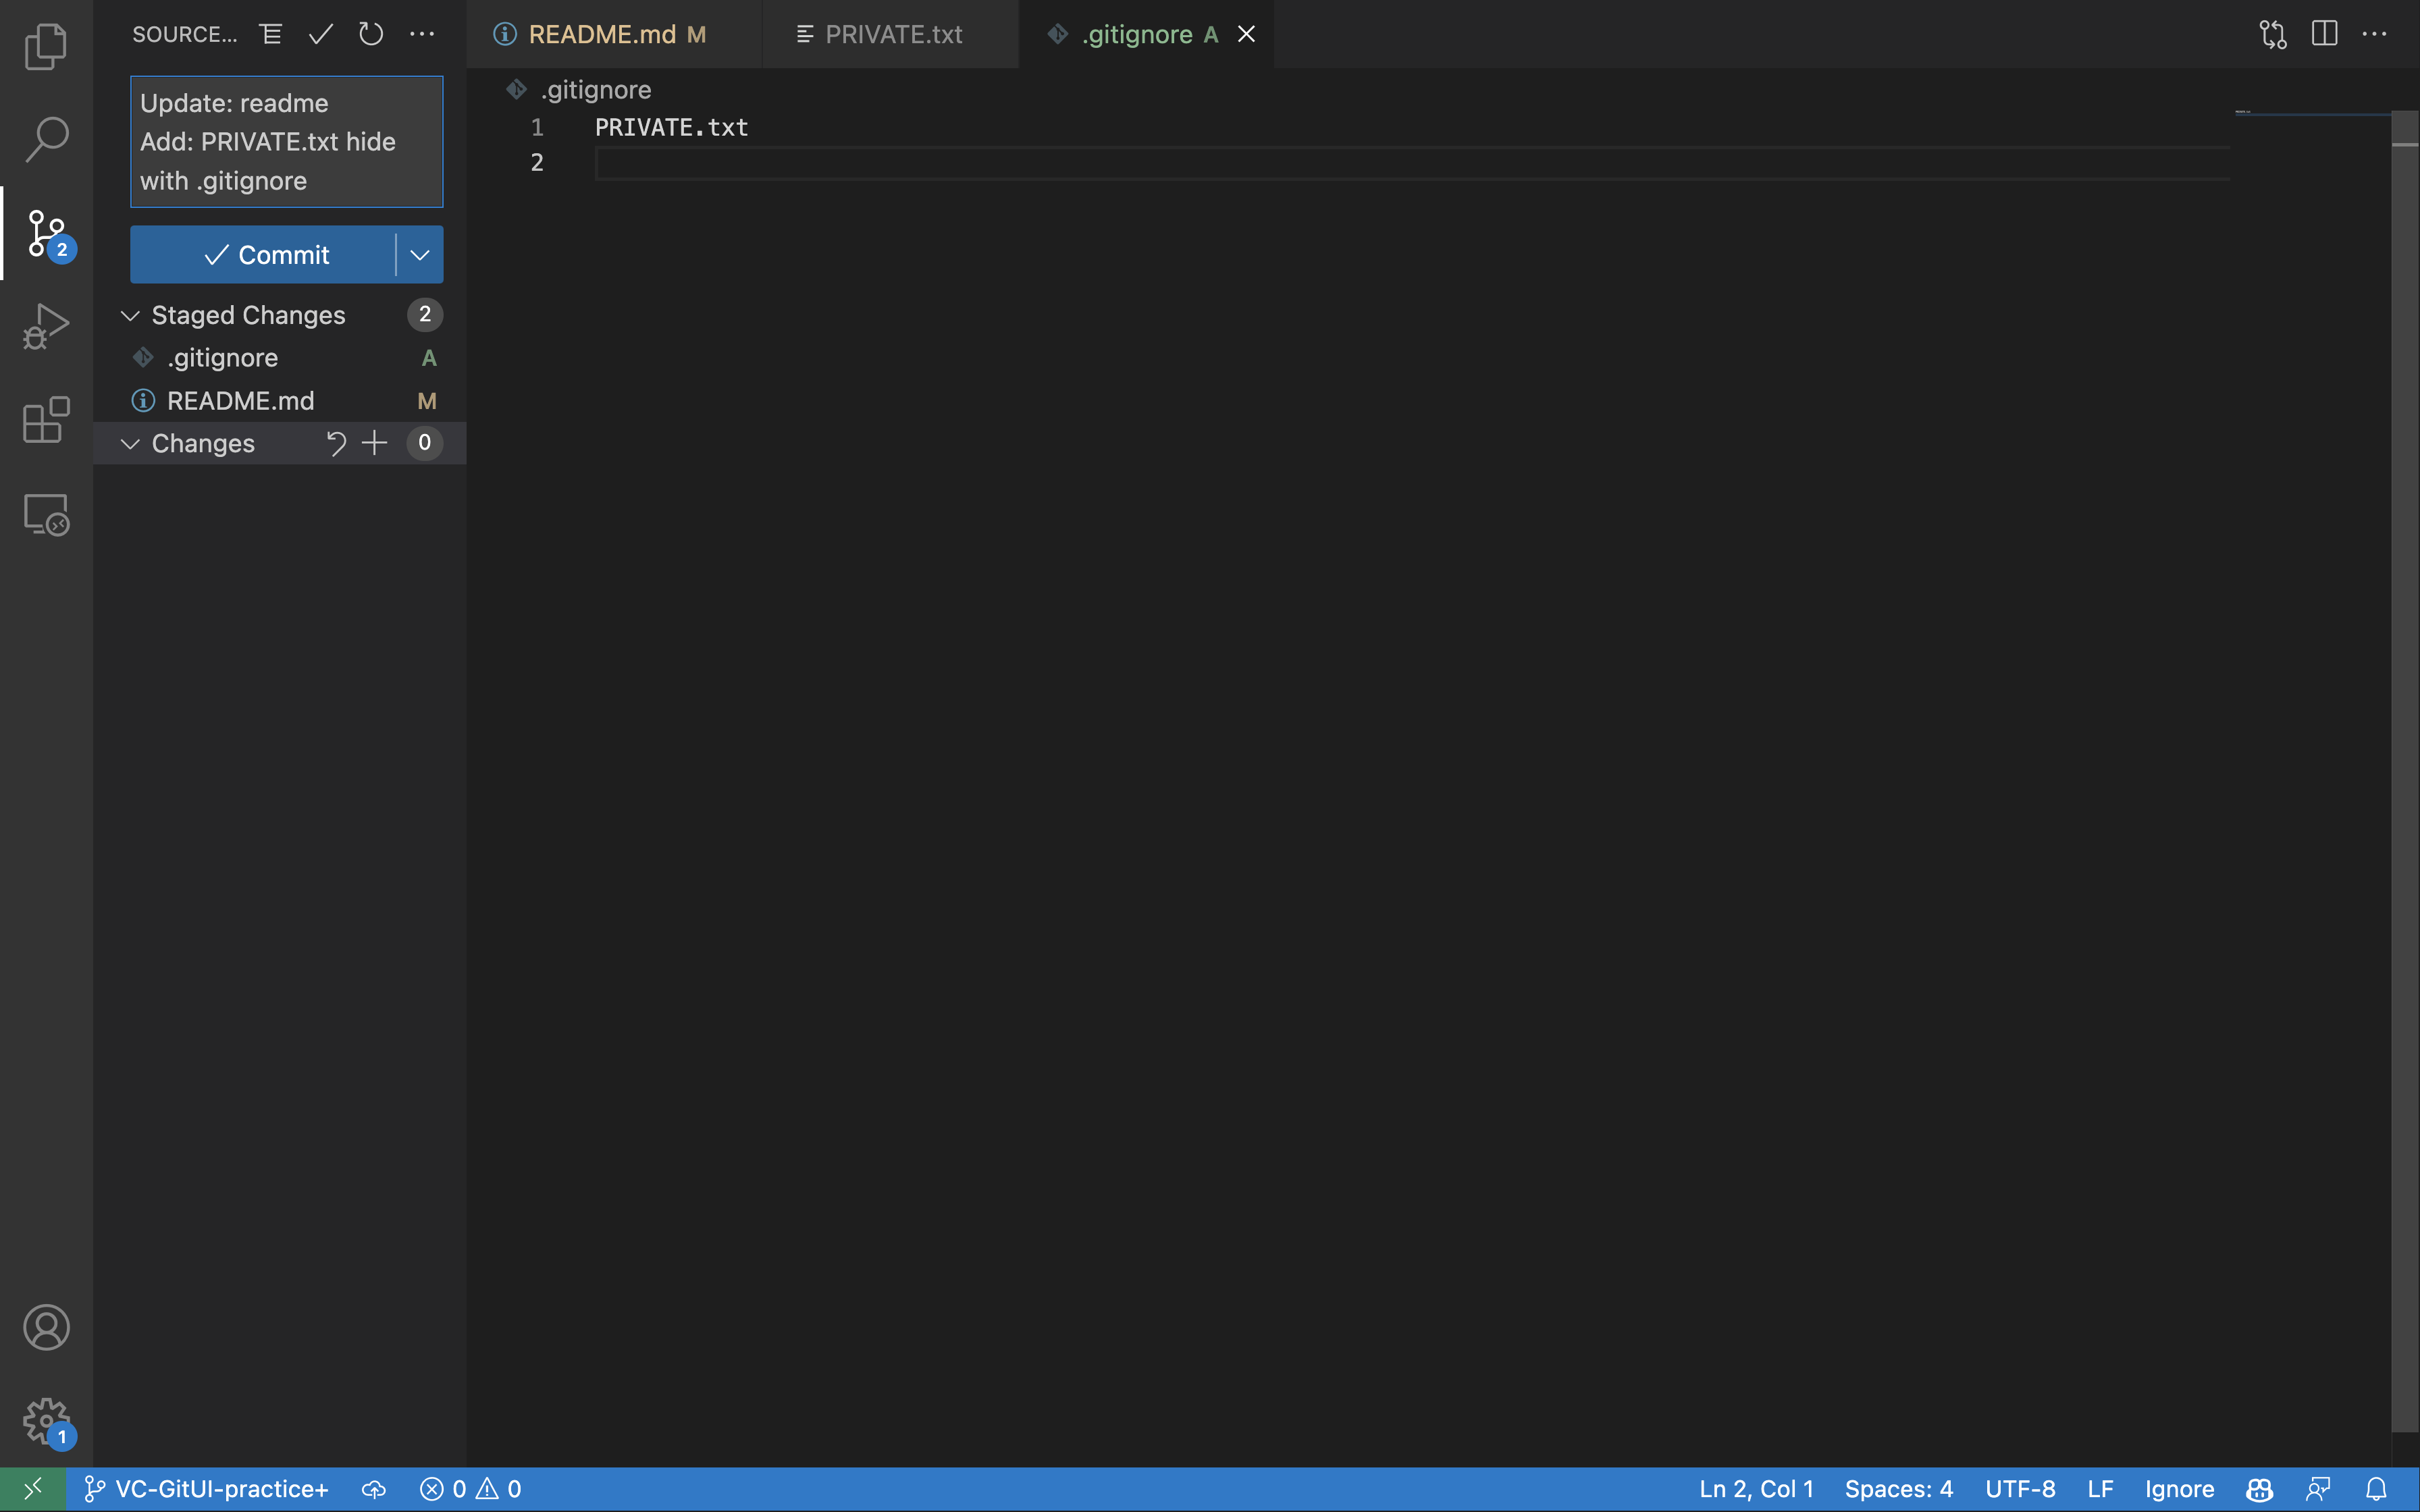 SOURCE...
Update: readme
Add: PRIVATE.txt hide
with .gitignore
Commit
Staged Changes 2
.gitignore A
README.md M
Changes 0
2
1
README.md M
PRIVATE.txt
.gitignore A
.gitignore
1 PRIVATE.txt
2
VC-GitUI-practice+ 0 0 Ln 2, Col 1 Spaces: 4 UTF-8 LF Ignore